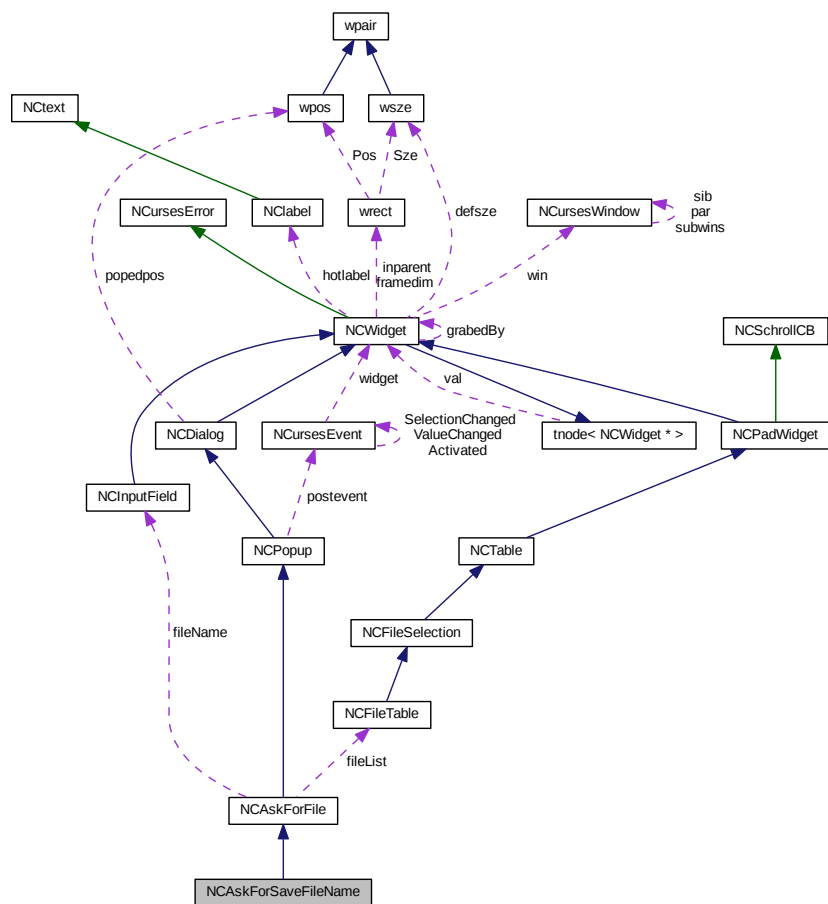 wpair
NCtext
wpos
wsze
Pos
Sze
NCursesError
NClabel
wrect
defsze
NCursesWindow
sib
par
subwins
popedpos
hotlabel
inparent
framedim
win
NCWidget
grabedBy
NCSchrollCB
widget
val
SelectionChanged
ValueChanged
Activated
NCDialog
NCursesEvent
tnode< NCWidget * >
NCPadWidget
NCInputField
postevent
NCPopup
NCTable
fileName
NCFileSelection
NCFileTable
fileList
NCAskForFile
NCAskForSaveFileName